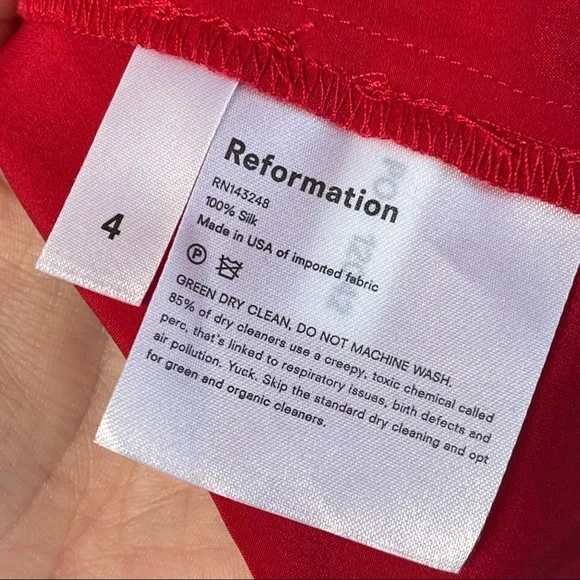 4
Reformation
RN143248
100% Silk
Made in USA of imported fabric
P
GREEN DRY CLEAN, DO NOT MACHINE WASH.
85% of dry cleaners use a creepy, toxic chemical called
perc, that's linked to respiratory issues, birth defects and
air pollution. Yuck. Skip the standard dry cleaning and opt
for green and organic cleaners.